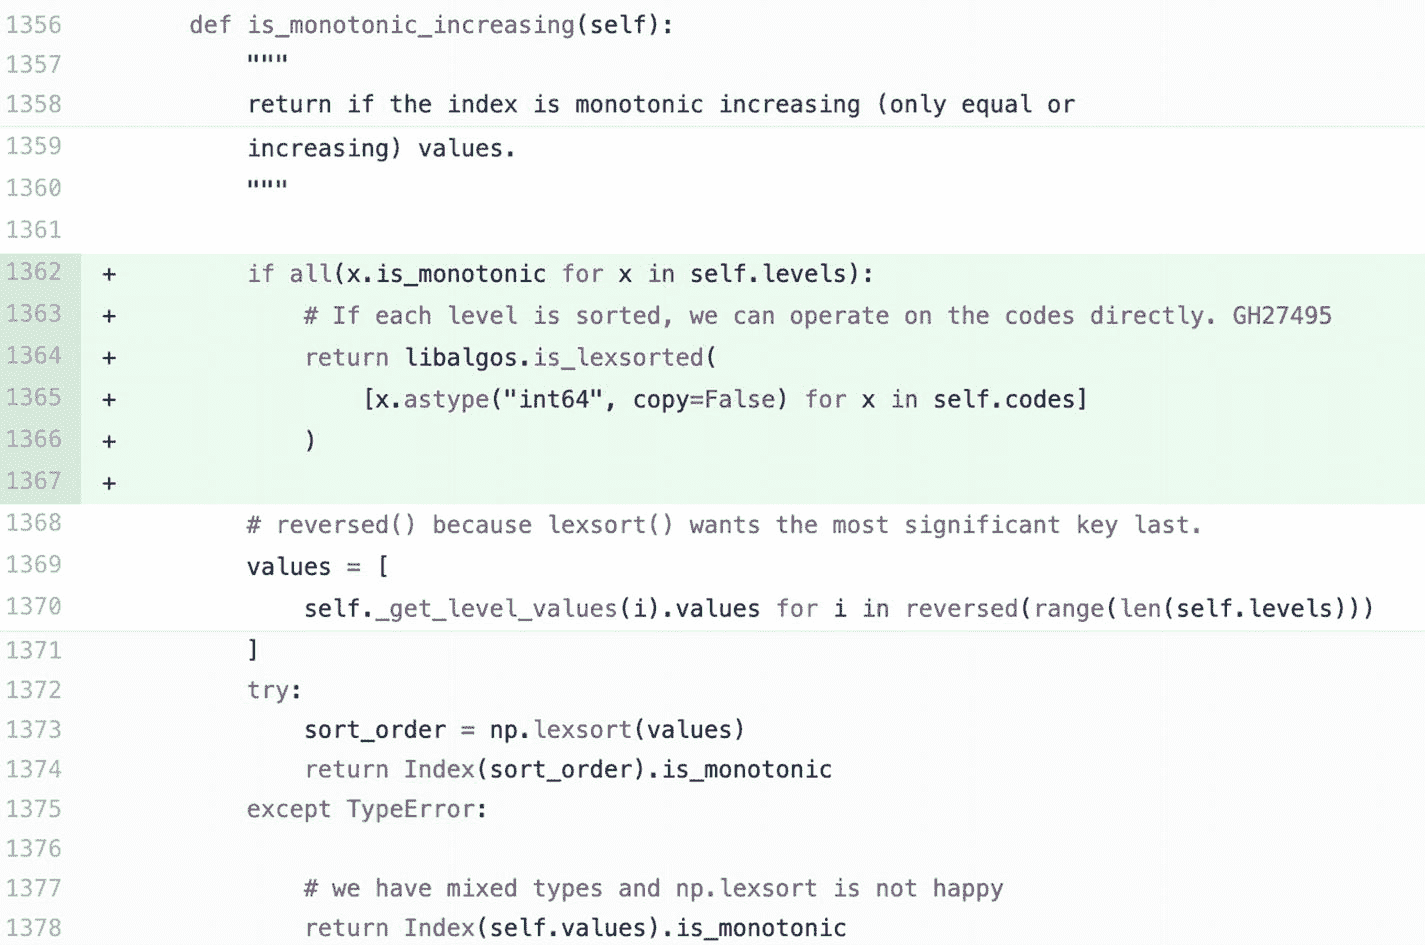 1356 def is_monotonic_increasing(self):
1357 """
1358 return if the index is monotonic increasing (only equal or
1359 increasing) values.
1360 """
1361
1362 + if all(x.is_monotonic for x in self.levels):
1363 + # If each level is sorted, we can operate on the codes directly. GH27495
1364 + return libalgos.is_lexsorted(
1365 + [x.astype("int64", copy=False) for x in self.codes]
1366 + )
1367 +
1368 # reversed() because lexsort() wants the most significant key last.
1369 values = [
1370 self._get_level_values(i).values for i in reversed(range(len(self.levels)))
1371 ]
1372 try:
1373 sort_order = np.lexsort(values)
1374 return Index(sort_order).is_monotonic
1375 except TypeError:
1376
1377 # we have mixed types and np.lexsort is not happy
1378 return Index(self.values).is_monotonic